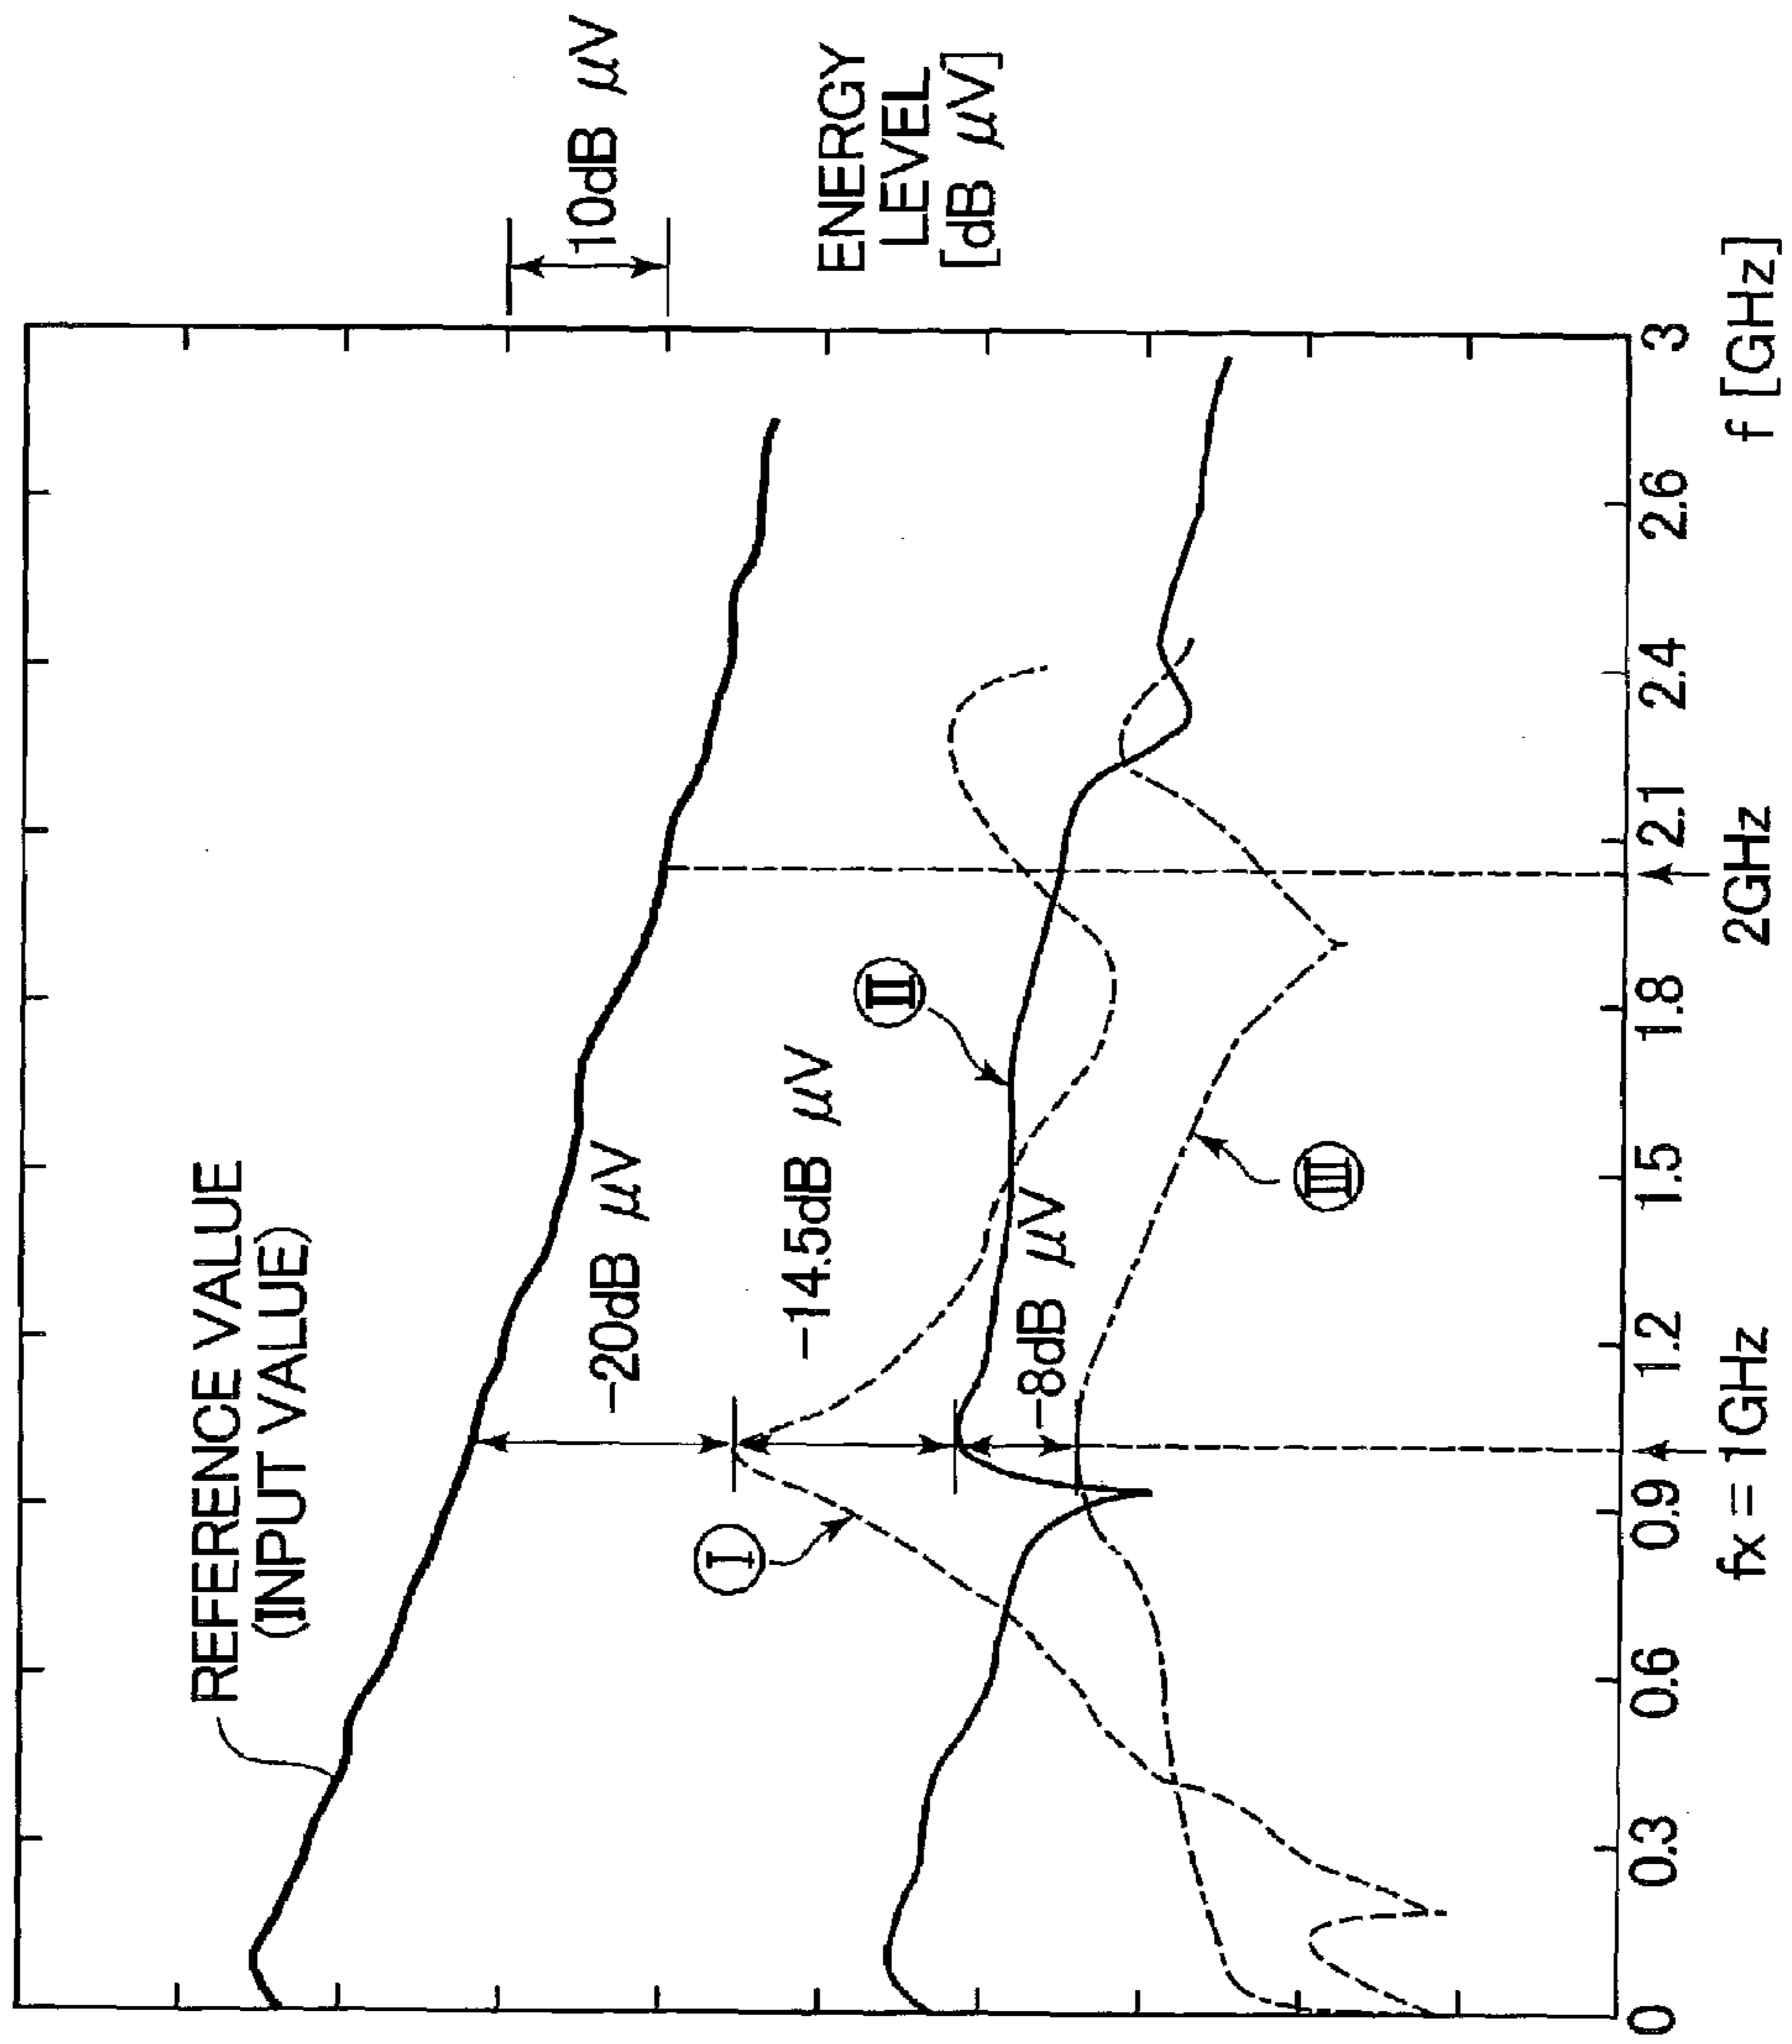 REFERENCE VALUE
(INPUT VALUE)
10dB μV
ENERGY
LEVEL
[dB μV]
-20dB μV
-14.5dB μV
-8dB μV
I
II
III
0
0.3
0.6
0.9
1.2
1.5
1.8
2.1
2.4
2.6
3
fx = 1GHz
2GHz
f [GHz]